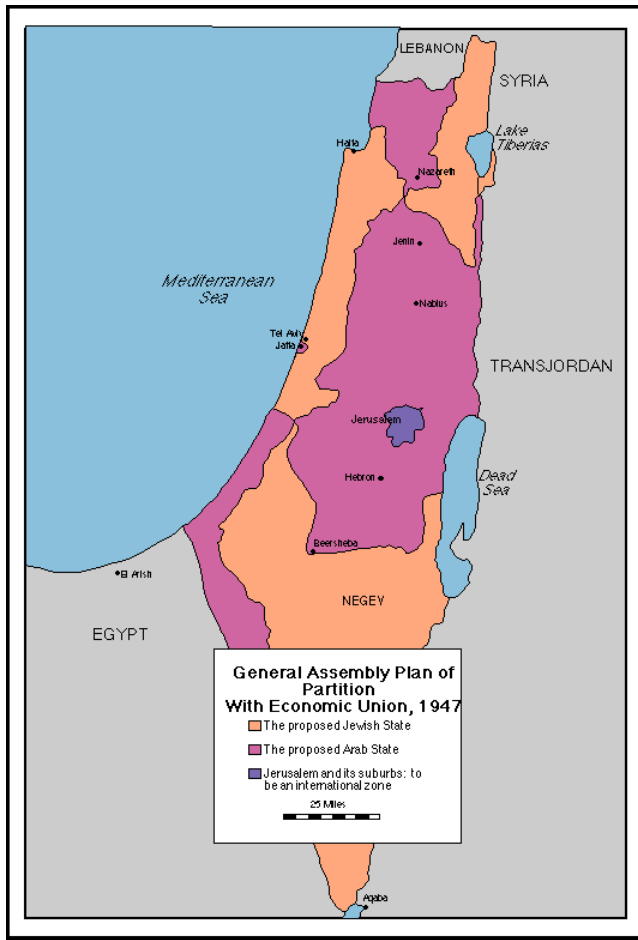 LEBANON
SYRIA
Lake
Tiberias
Haifa
Nazareth
Jenin
Mediterranean
Sea
Nablus
Tel Aviv
Jaffa
TRANSJORDAN
Jerusalem
Dead
Sea
Hebron
Beersheba
El Arish
NEGEV
EGYPT
General Assembly Plan of
Partition
With Economic Union, 1947
The proposed Jewish State
The proposed Arab State
Jerusalem and its suburbs: to
be an international zone
25 Miles
Aqaba